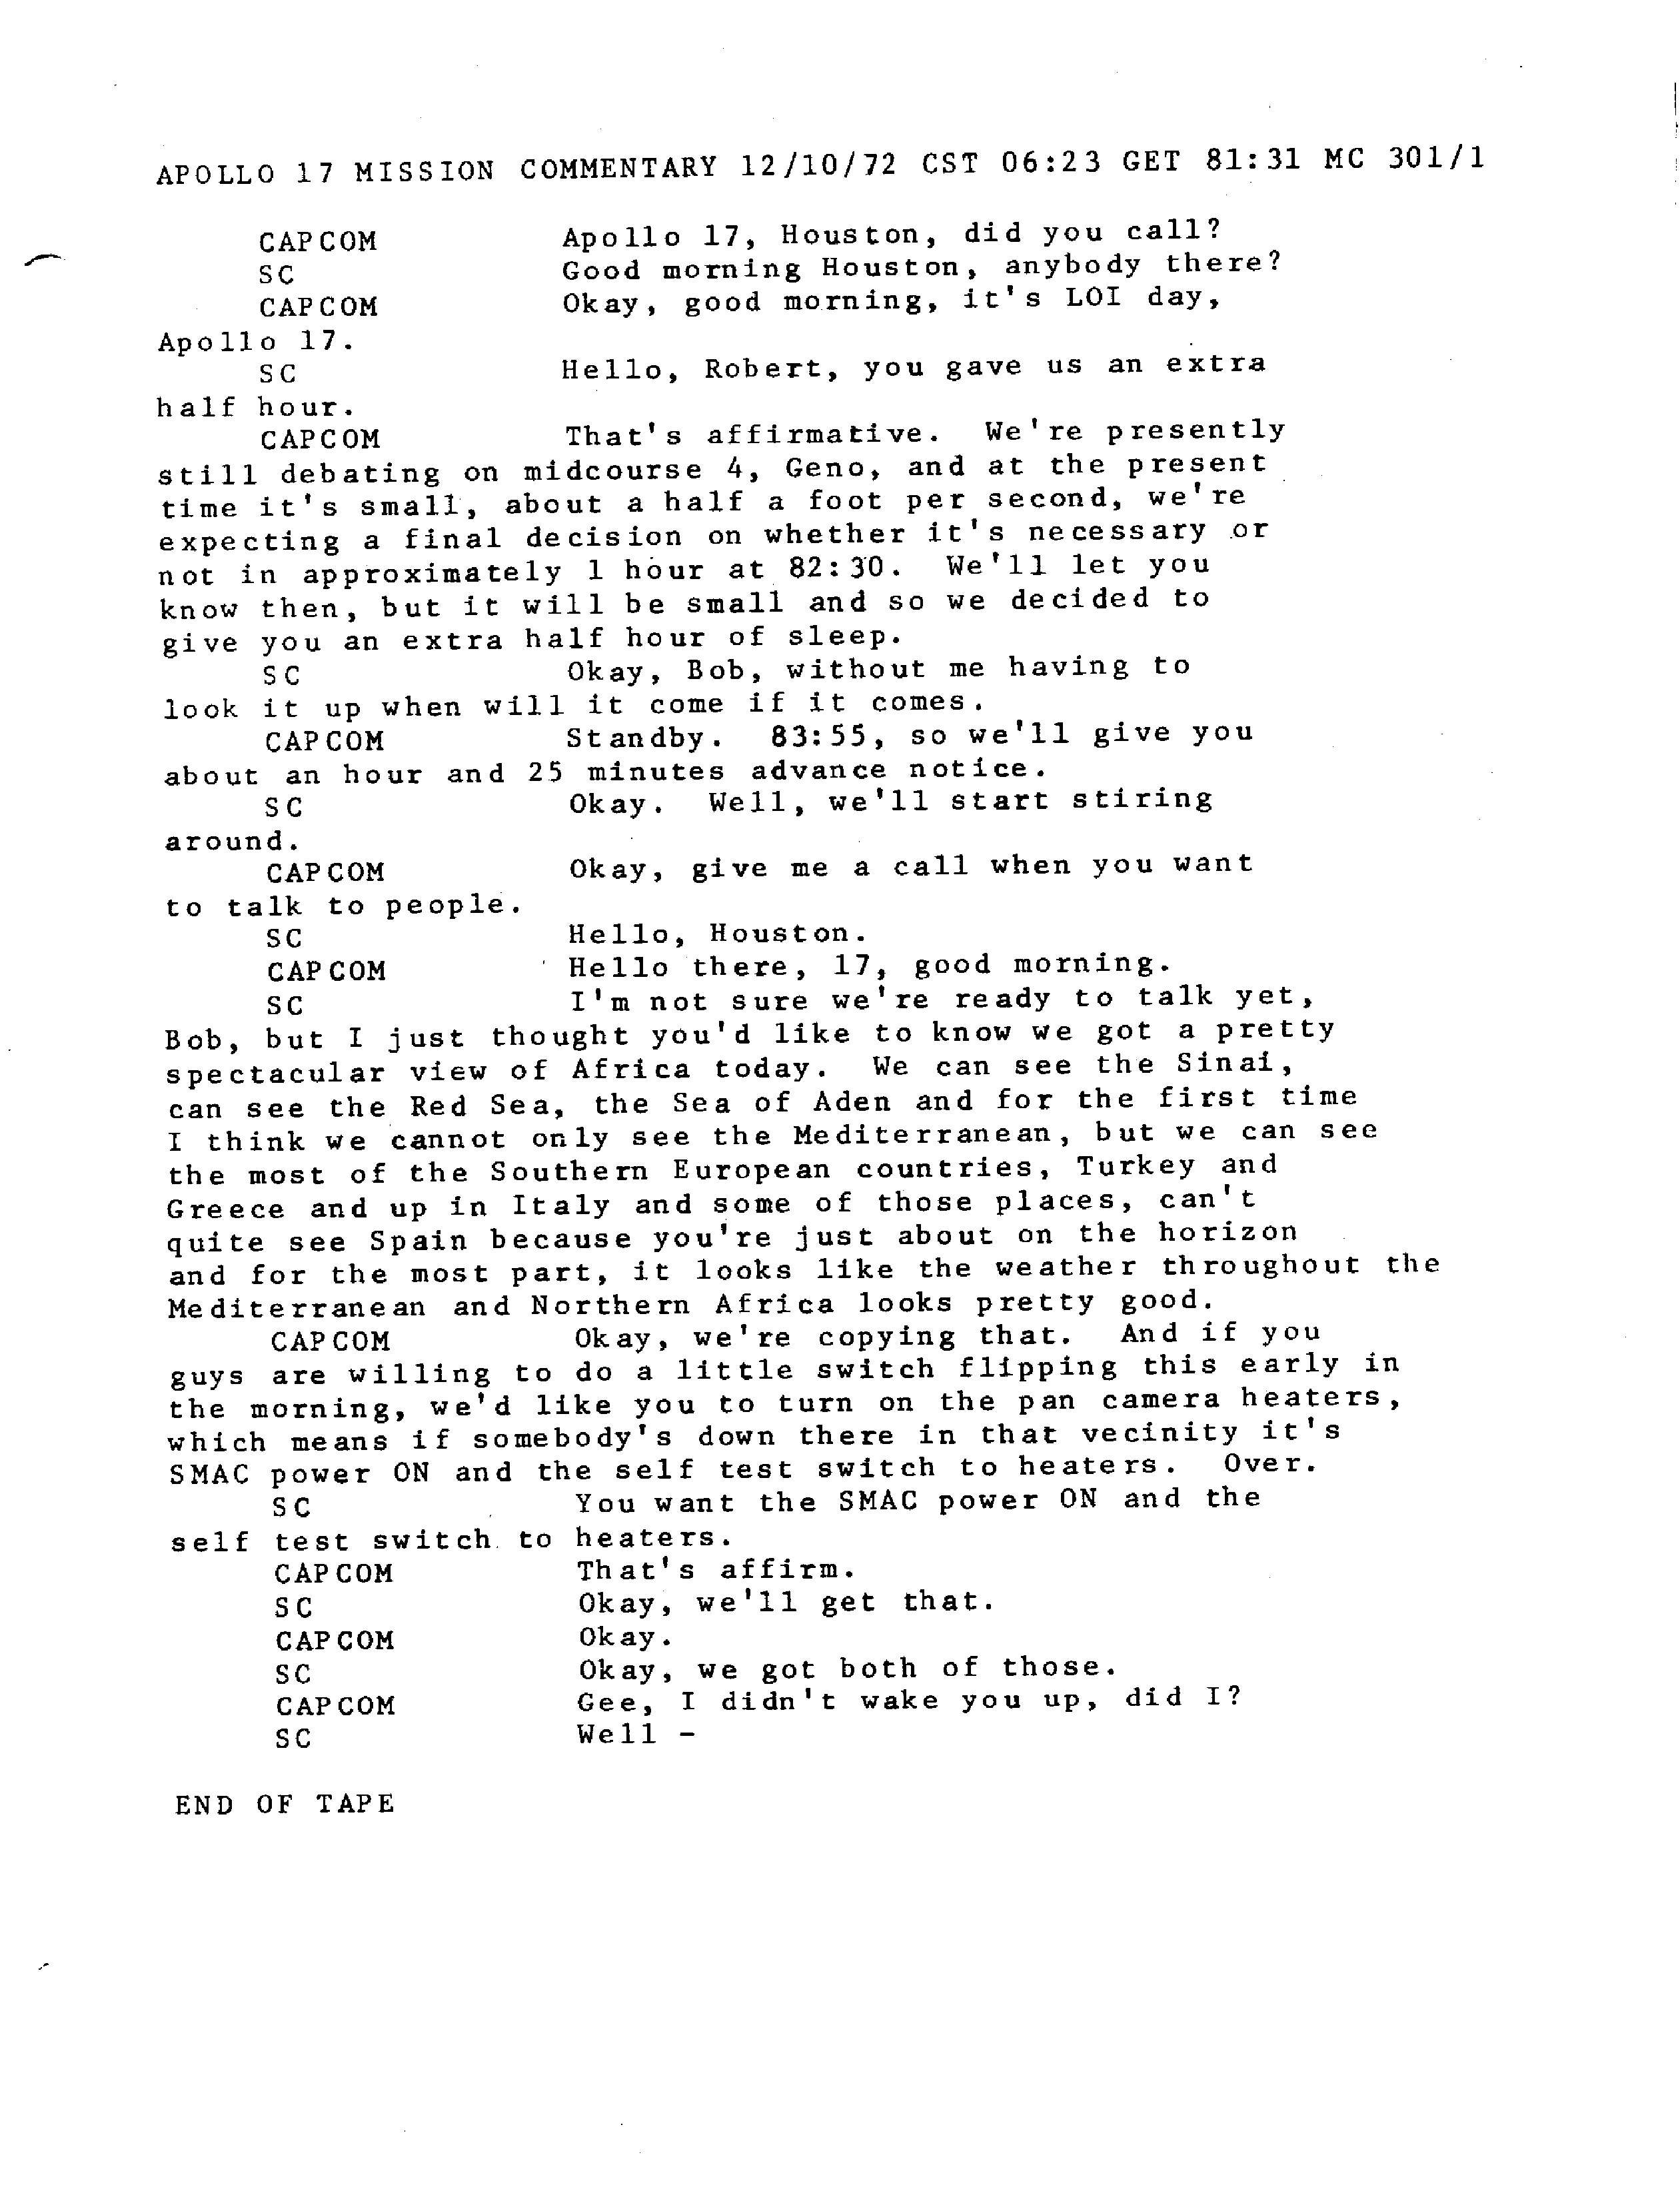 APOLLO 17 MISSION COMMENTARY 12/10/72 CST 06:23 GET 81:31 MC 301/1
CAPCOM Apollo 17, Houston, did you call?
SC Good morning Houston, anybody there?
CAPCOM Okay, good morning, it's LOI day,
Apollo 17.
SC Hello, Robert, you gave us an extra
half hour.
CAPCOM That's affirmative. We're presently
still debating on midcourse 4, Geno, and at the present
time it's small, about a half a foot per second, we're
expecting a final decision on whether it's necessary or
not in approximately 1 hour at 82:30. We'll let you
know then, but it will be small and so we decided to
give you an extra half hour of sleep.
SC Okay, Bob, without me having to
look it up when will it come if it comes.
CAPCOM Standby. 83:55, so we'll give you
about an hour and 25 minutes advance notice.
SC Okay. Well, we'll start stiring
around.
CAPCOM Okay, give me a call when you want
to talk to people.
SC Hello, Houston.
CAPCOM Hello there, 17, good morning.
SC I'm not sure we're ready to talk yet,
Bob, but I just thought you'd like to know we got a pretty
spectacular view of Africa today. We can see the Sinai,
can see the Red Sea, the Sea of Aden and for the first time
I think we cannot only see the Mediterranean, but we can see
the most of the Southern European countries, Turkey and
Greece and up in Italy and some of those places, can't
quite see Spain because you're just about on the horizon
and for the most part, it looks like the weather throughout the
Mediterranean and Northern Africa looks pretty good.
CAPCOM Okay, we're copying that. And if you
guys are willing to do a little switch flipping this early in
the morning, we'd like you to turn on the pan camera heaters,
which means if somebody's down there in that vecinity it's
SMAC power ON and the self test switch to heaters. Over.
SC You want the SMAC power ON and the
self test switch to heaters.
CAPCOM That's affirm.
SC Okay, we'll get that.
CAPCOM Okay.
SC Okay, we got both of those.
CAPCOM Gee, I didn't wake you up, did I?
SC Well -
END OF TAPE